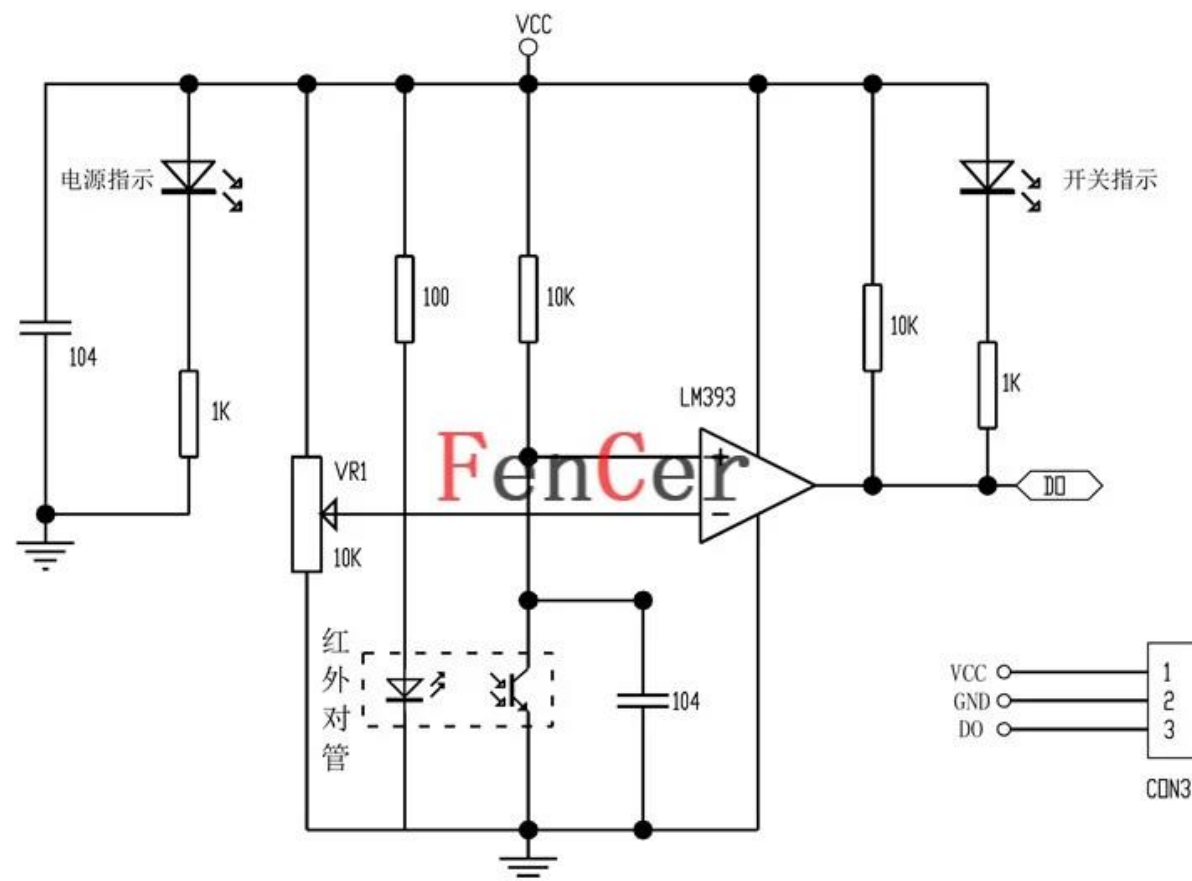 VCC
电源指示
开关指示
100
10K
10K
104
1K
1K
LM393
FenCer
+
VR1
−
DO
10K
红外对管
104
VCC
1
GND
2
DO
3
CON3